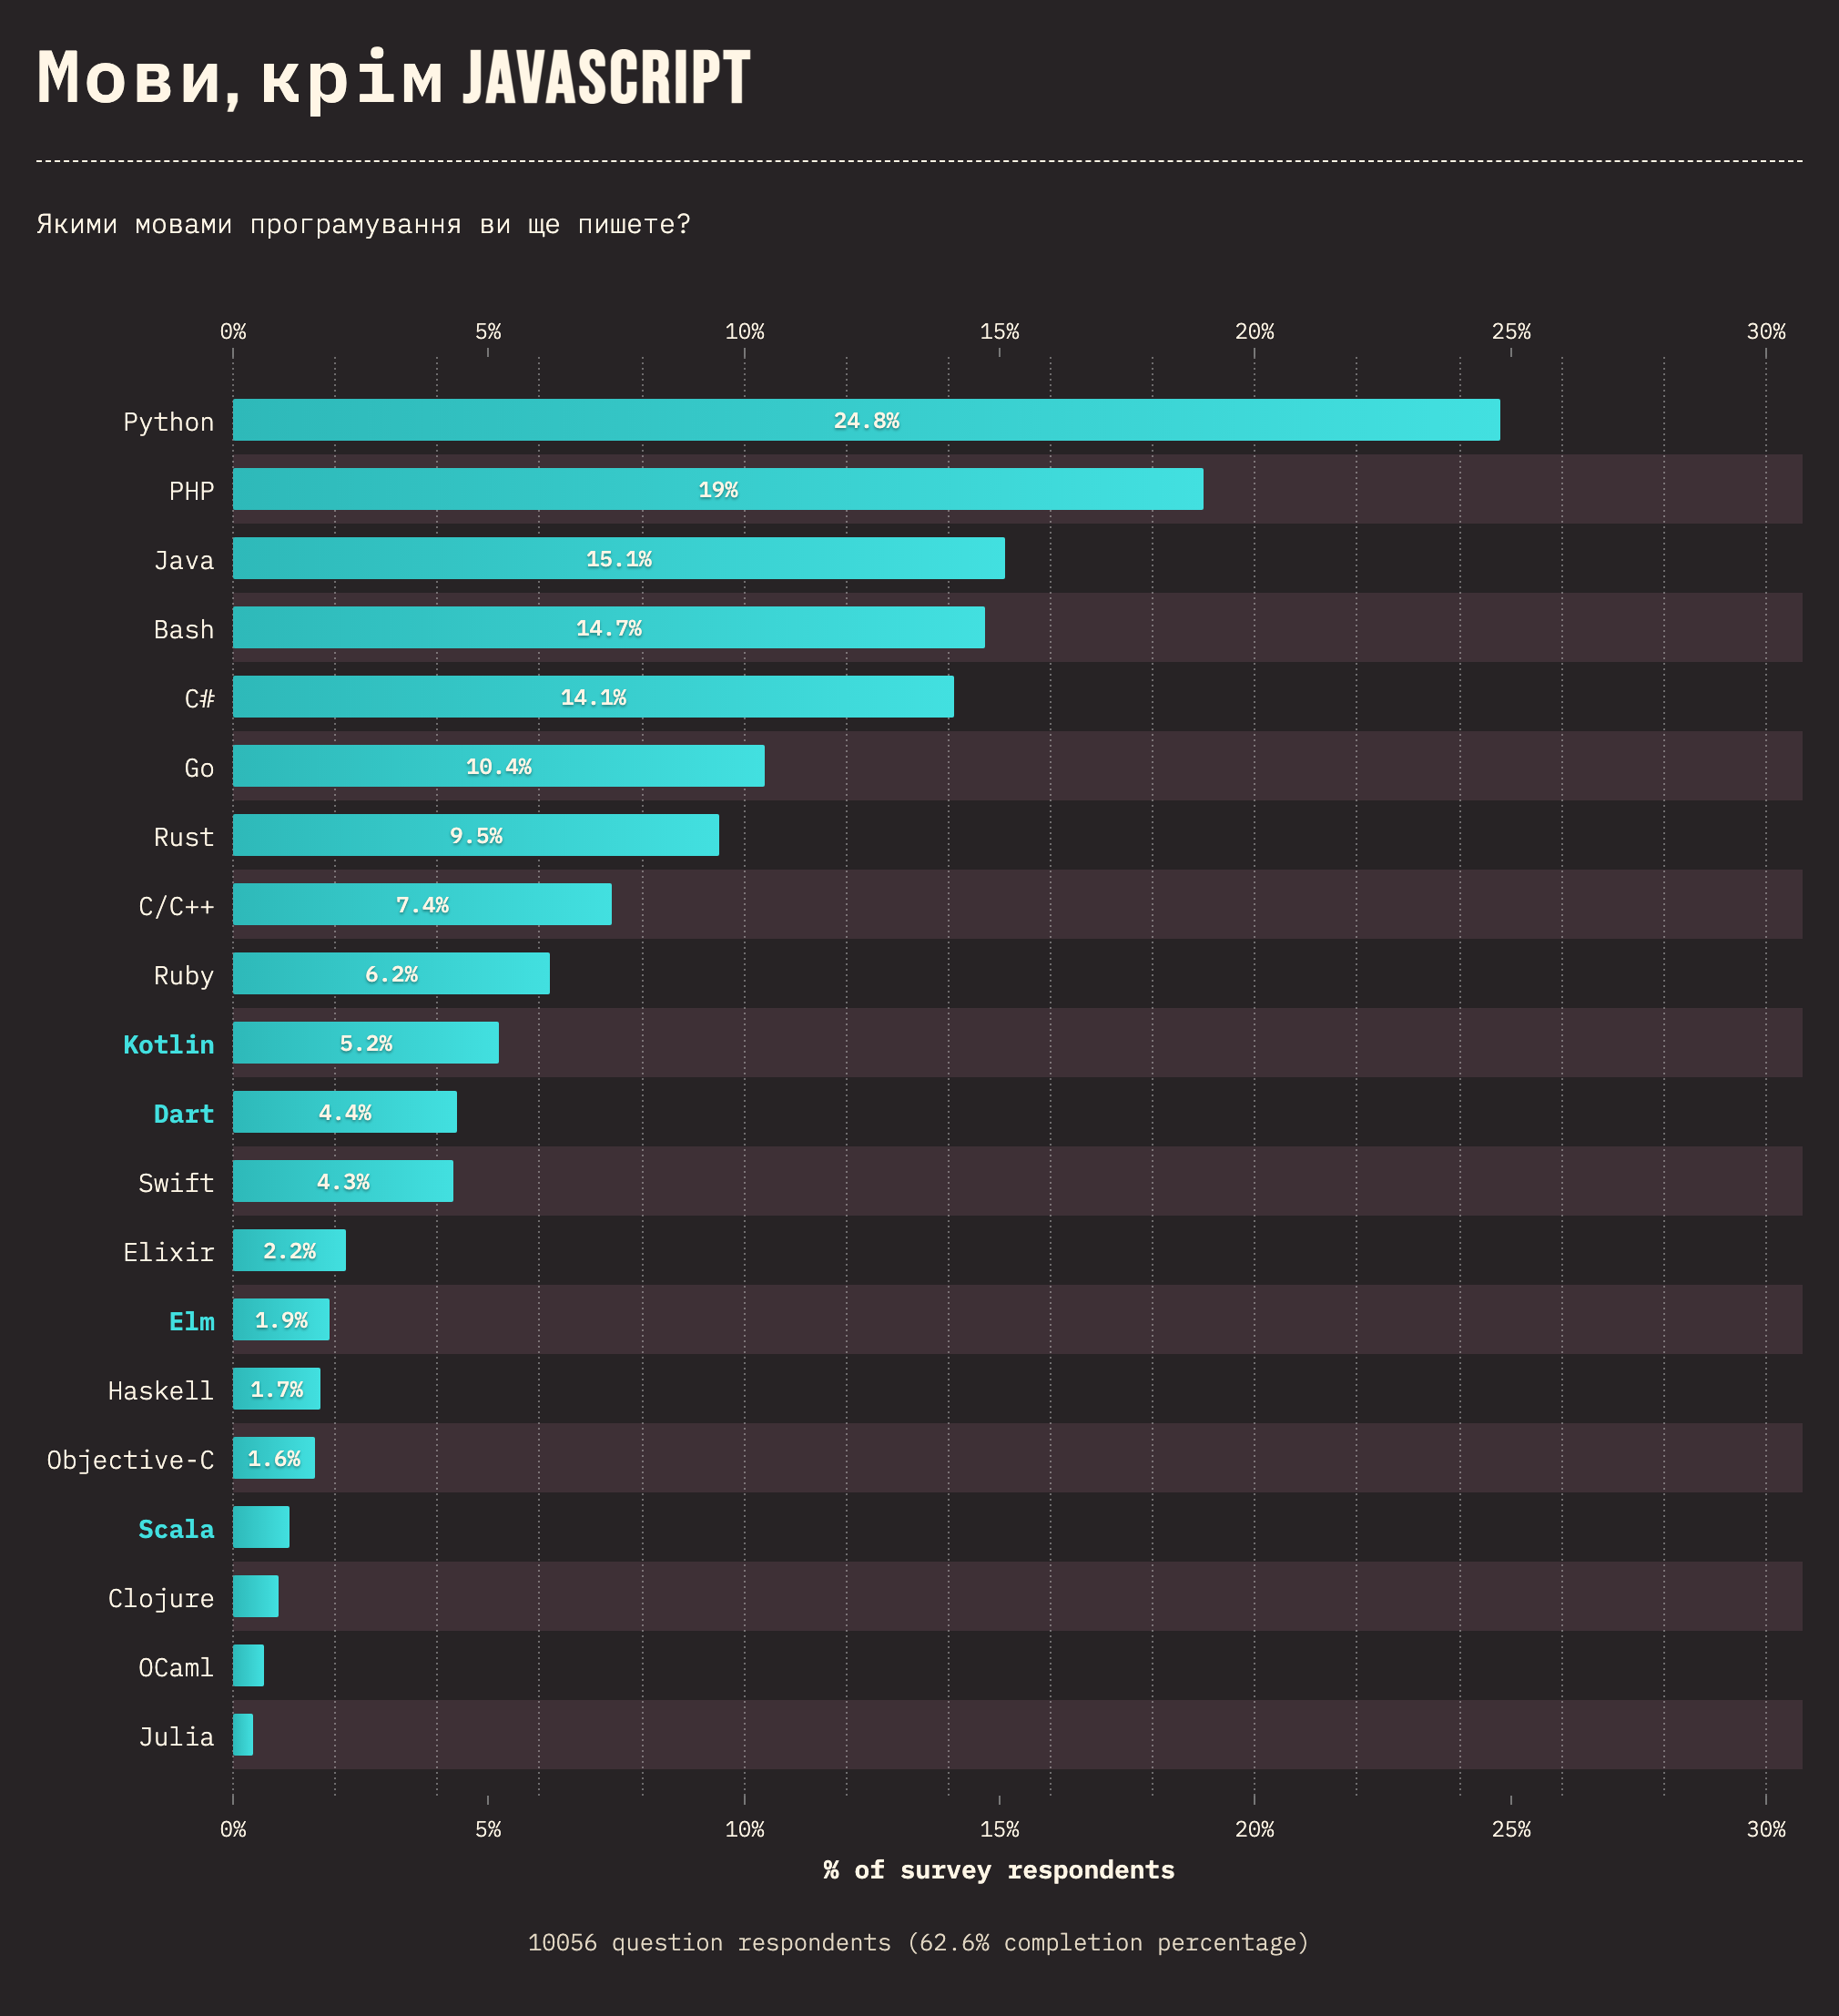 Мови, крім JAVASCRIPT
Якими мовами програмування ви ще пишете?
0% 5% 10% 15% 20% 25% 30%
Python 24.8%
PHP 19%
Java 15.1%
Bash 14.7%
C# 14.1%
Go 10.4%
Rust 9.5%
C/C++ 7.4%
Ruby 6.2%
Kotlin 5.2%
Dart 4.4%
Swift 4.3%
Elixir 2.2%
Elm 1.9%
Haskell 1.7%
Objective-C 1.6%
Scala
Clojure
OCaml
Julia
0% 5% 10% 15% 20% 25% 30%
% of survey respondents
10056 question respondents (62.6% completion percentage)